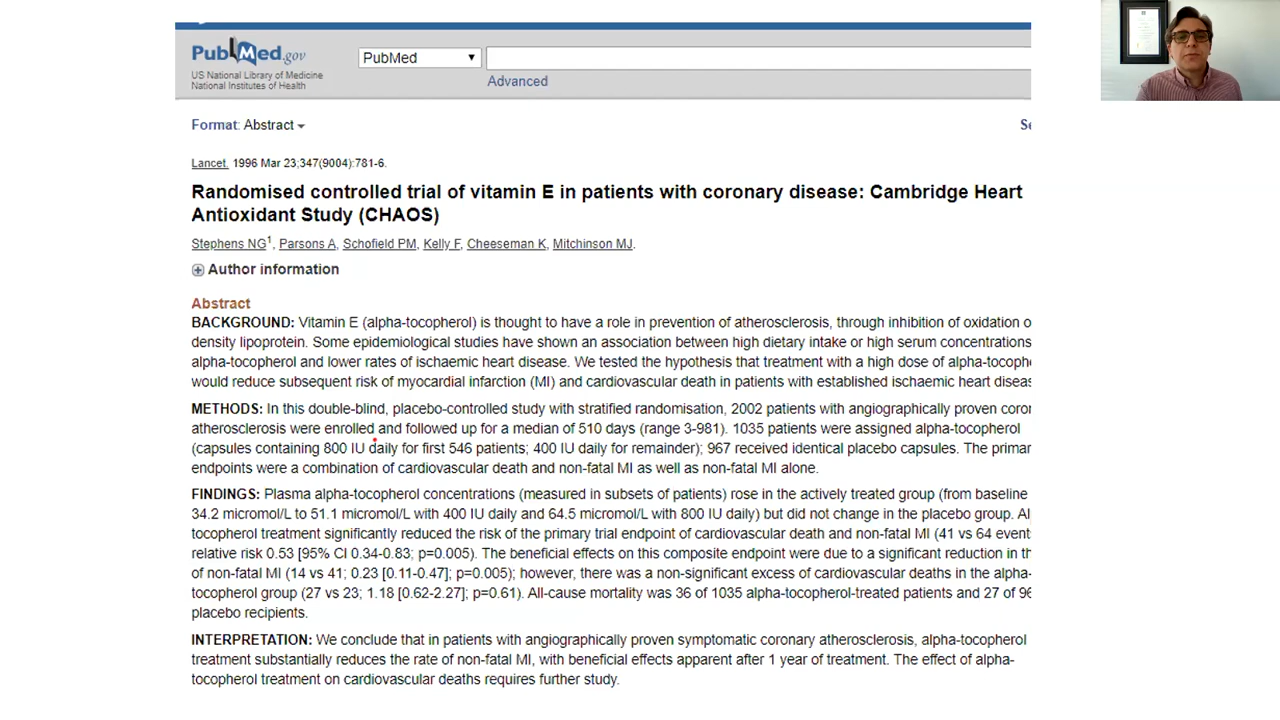 PubMed.gov
US National Library of Medicine
National Institutes of Health
PubMed
Advanced
Format: Abstract
Lancet. 1996 Mar 23;347(9004):781-6.
Randomised controlled trial of vitamin E in patients with coronary disease: Cambridge Heart
Antioxidant Study (CHAOS)
Stephens NG1, Parsons A, Schofield PM, Kelly F, Cheeseman K, Mitchinson MJ.
Author information
Abstract
BACKGROUND: Vitamin E (alpha-tocopherol) is thought to have a role in prevention of atherosclerosis, through inhibition of oxidation o
density lipoprotein. Some epidemiological studies have shown an association between high dietary intake or high serum concentrations
alpha-tocopherol and lower rates of ischaemic heart disease. We tested the hypothesis that treatment with a high dose of alpha-tocophe
would reduce subsequent risk of myocardial infarction (MI) and cardiovascular death in patients with established ischaemic heart diseas
METHODS: In this double-blind, placebo-controlled study with stratified randomisation, 2002 patients with angiographically proven coror
atherosclerosis were enrolled and followed up for a median of 510 days (range 3-981). 1035 patients were assigned alpha-tocopherol
(capsules containing 800 IU daily for first 546 patients; 400 IU daily for remainder); 967 received identical placebo capsules. The primar
endpoints were a combination of cardiovascular death and non-fatal MI as well as non-fatal MI alone.
FINDINGS: Plasma alpha-tocopherol concentrations (measured in subsets of patients) rose in the actively treated group (from baseline
34.2 micromol/L to 51.1 micromol/L with 400 IU daily and 64.5 micromol/L with 800 IU daily) but did not change in the placebo group. Al
tocopherol treatment significantly reduced the risk of the primary trial endpoint of cardiovascular death and non-fatal MI (41 vs 64 event
relative risk 0.53 [95% CI 0.34-0.83; p=0.005). The beneficial effects on this composite endpoint were due to a significant reduction in th
of non-fatal MI (14 vs 41; 0.23 [0.11-0.47]; p=0.005); however, there was a non-significant excess of cardiovascular deaths in the alpha-
tocopherol group (27 vs 23; 1.18 [0.62-2.27]; p=0.61). All-cause mortality was 36 of 1035 alpha-tocopherol-treated patients and 27 of 96
placebo recipients.
INTERPRETATION: We conclude that in patients with angiographically proven symptomatic coronary atherosclerosis, alpha-tocopherol
treatment substantially reduces the rate of non-fatal MI, with beneficial effects apparent after 1 year of treatment. The effect of alpha-
tocopherol treatment on cardiovascular deaths requires further study.